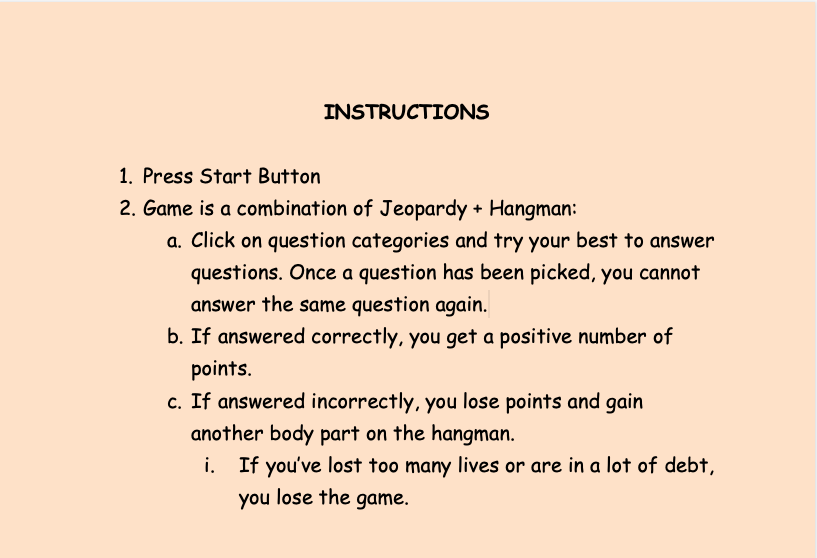 INSTRUCTIONS
1. Press Start Button
2. Game is a combination of Jeopardy + Hangman:
a. Click on question categories and try your best to answer
questions. Once a question has been picked, you cannot
answer the same question again.
b. If answered correctly, you get a positive number of
points.
c. If answered incorrectly, you lose points and gain
another body part on the hangman.
i. If you’ve lost too many lives or are in a lot of debt,
you lose the game.